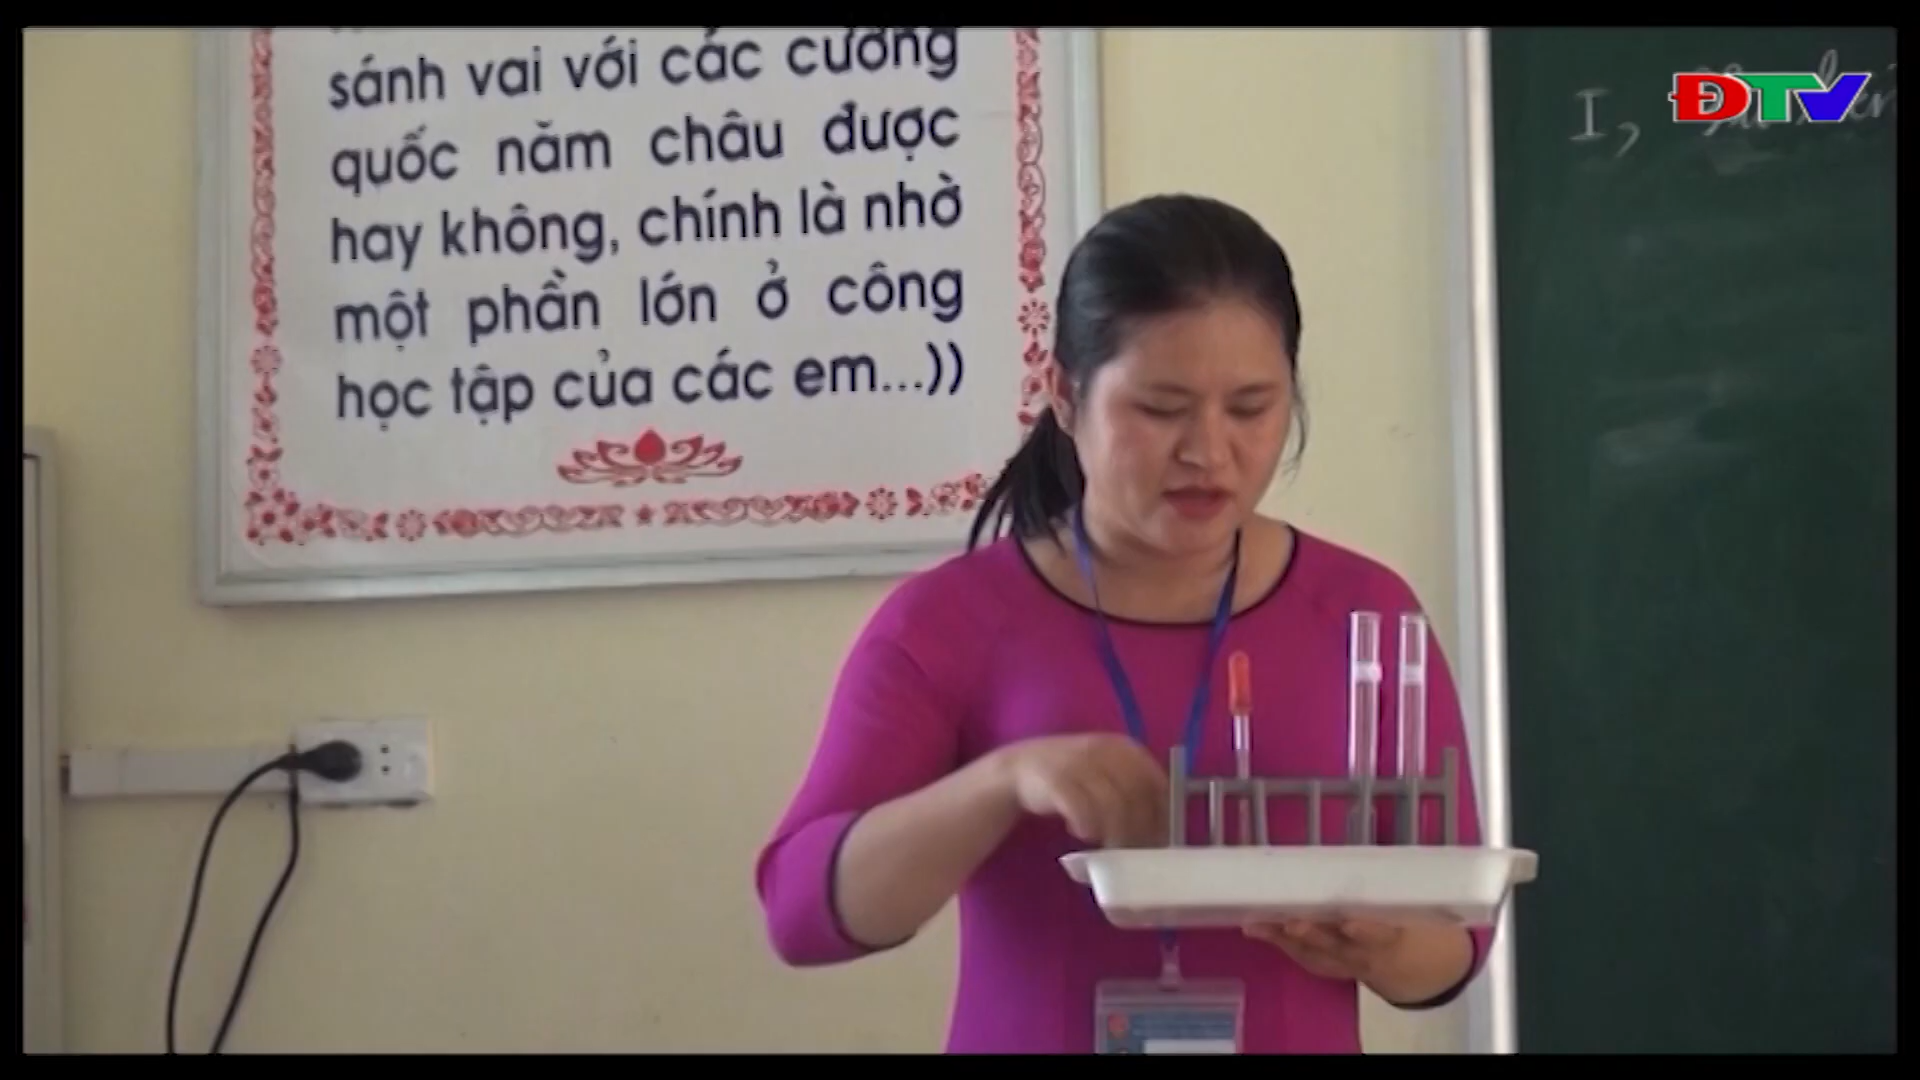 sánh vai với các cường
quốc năm châu được
hay không, chính là nhờ
một phần lớn ở công
học tập của các em...))
ĐTV
I,